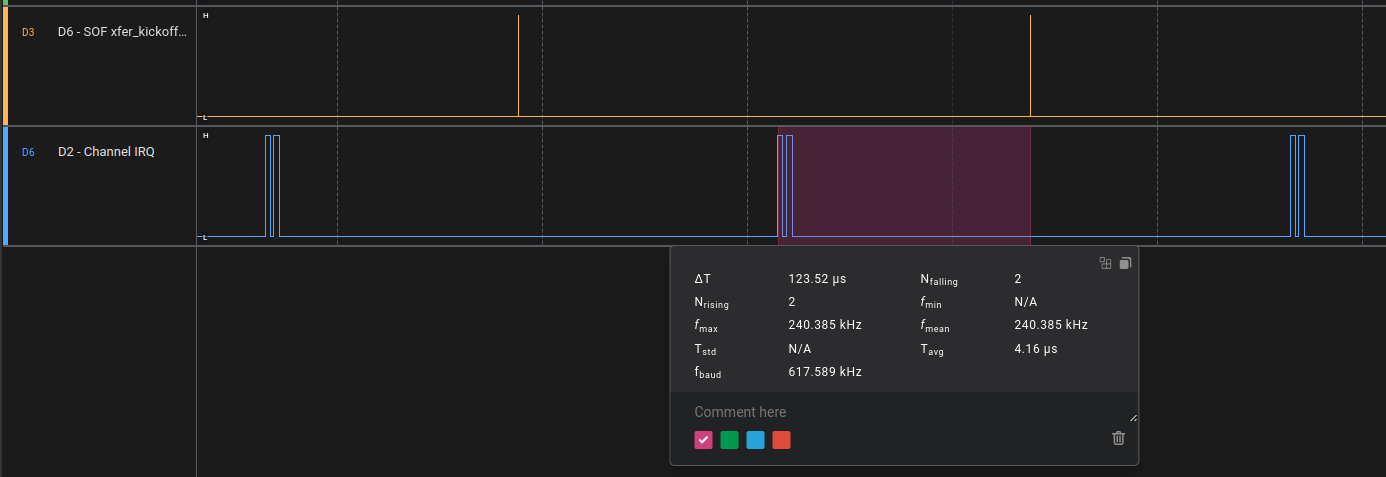 H
D3 D6 - SOF xfer_kickoff...
L
H
D6 D2 - Channel IRQ
L
ΔT 123.52 μs Nfalling 2
Nrising 2 fmin N/A
fmax 240.385 kHz fmean 240.385 kHz
Tstd N/A Tavg 4.16 μs
fbaud 617.589 kHz
Comment here